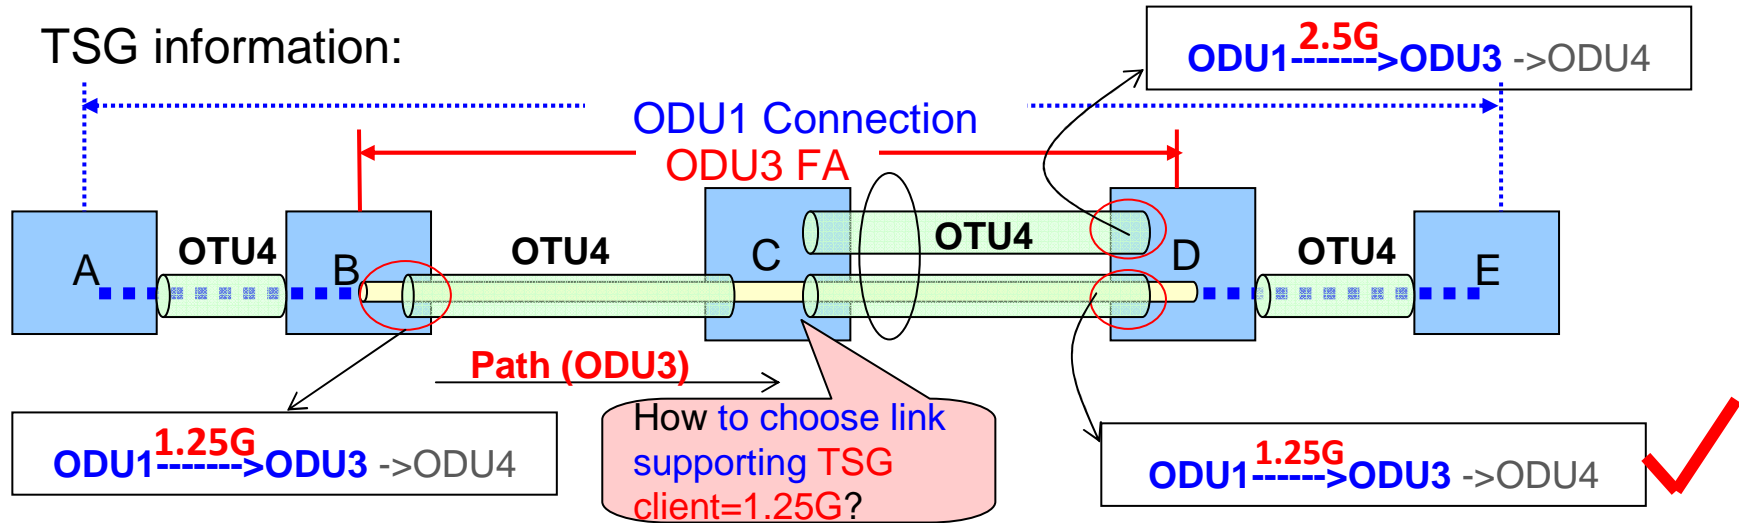 TSG information:
2.5G
ODU1------->ODU3 ->ODU4
ODU1 Connection
ODU3 FA
A
OTU4
B
OTU4
C
OTU4
D
OTU4
E
Path (ODU3)
1.25G
ODU1------->ODU3 ->ODU4
How to choose link
supporting TSG
client=1.25G?
1.25G
ODU1------>ODU3 ->ODU4